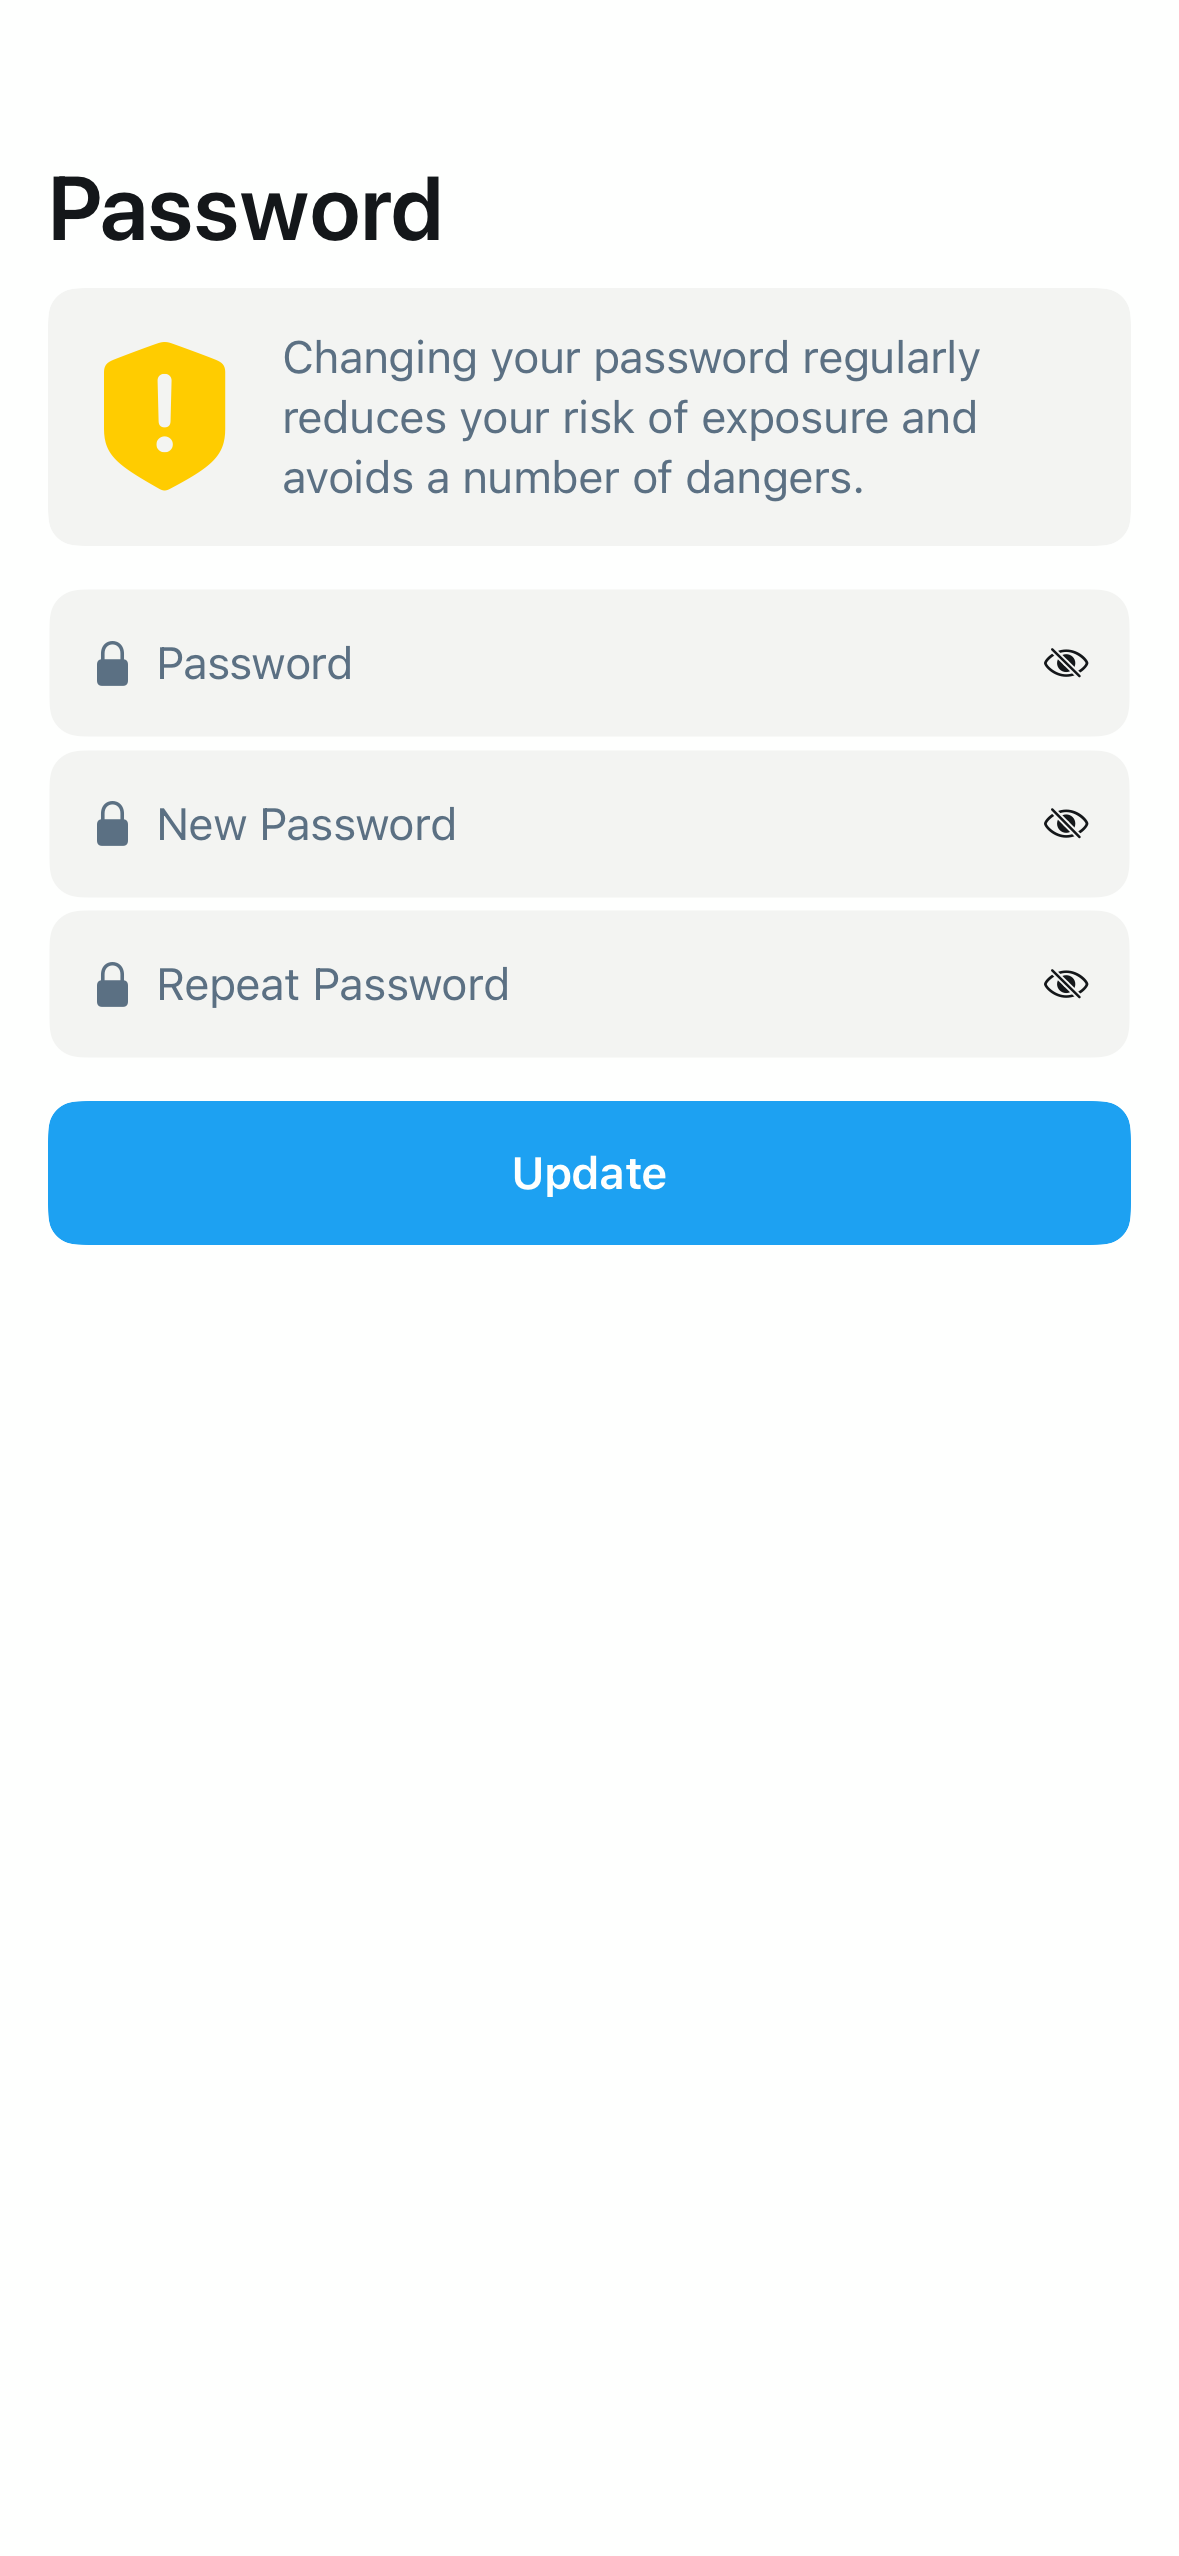 Password
Changing your password regularly
reduces your risk of exposure and
avoids a number of dangers.
Password
New Password
Repeat Password
Update